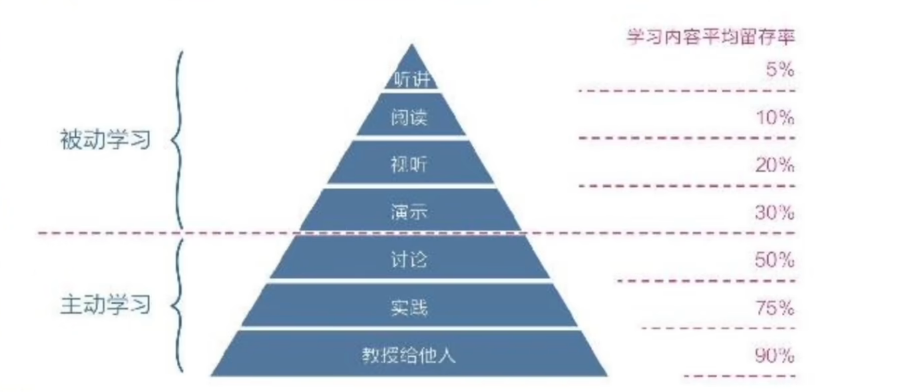 学习内容平均留存率
听讲
5%
阅读
10%
被动学习
视听
20%
演示
30%
讨论
50%
主动学习
实践
75%
教授给他人
90%